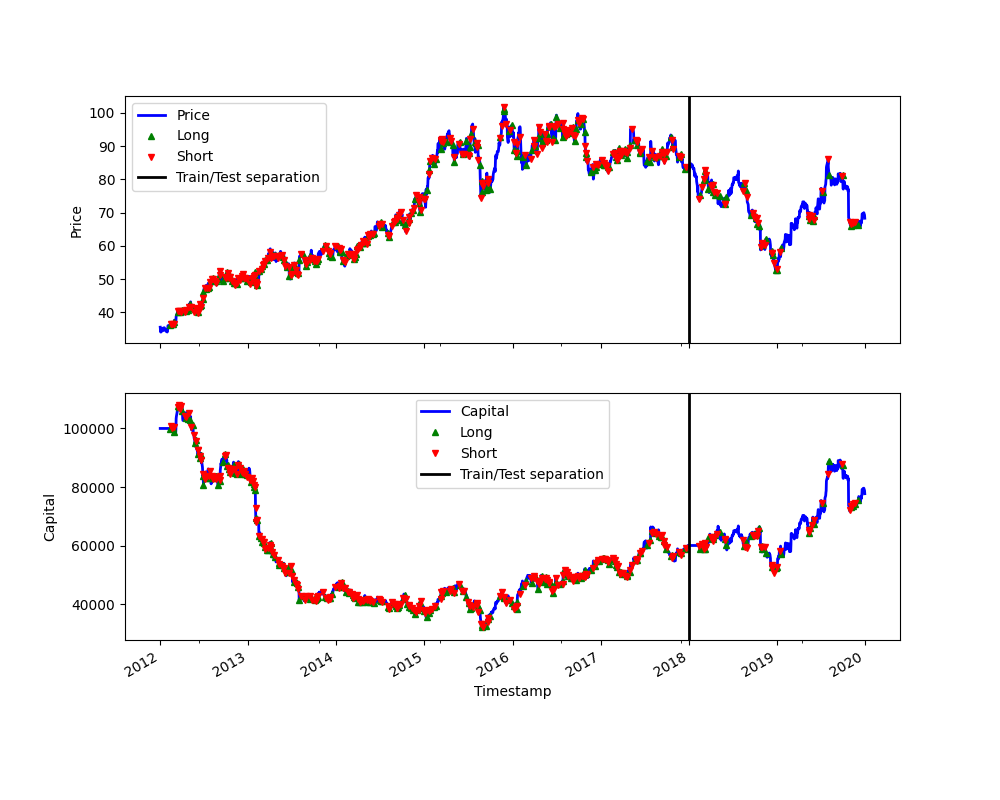 Price
Long
Short
Train/Test separation
100
90
80
70
60
50
40
Price
Capital
Long
Short
Train/Test separation
100000
80000
60000
40000
Capital
2012 2013 2014 2015 2016 2017 2018 2019 2020
Timestamp